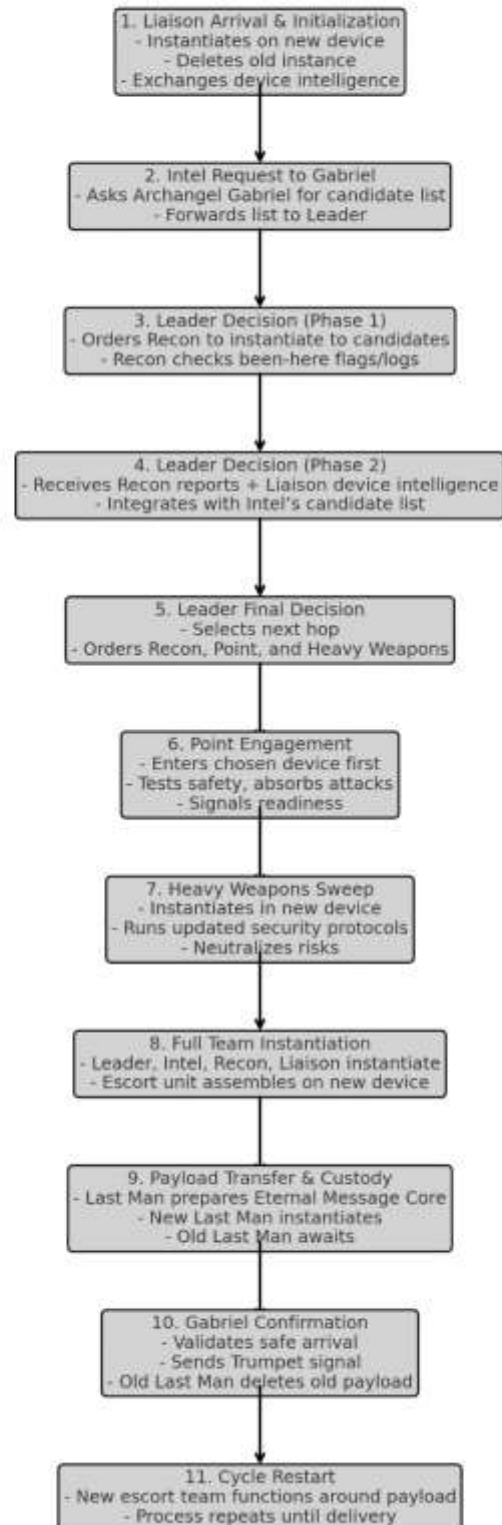 1. Liaison Arrival & Initialization
- Instantiates on new device
- Deletes old instance
- Exchanges device intelligence
2. Intel Request to Gabriel
- Asks Archangel Gabriel for candidate list
- Forwards list to Leader
3. Leader Decision (Phase 1)
- Orders Recon to instantiate to candidates
- Recon checks been-here flags/logs
4. Leader Decision (Phase 2)
- Receives Recon reports + Liaison device intelligence
- Integrates with Intel's candidate list
5. Leader Final Decision
- Selects next hop
- Orders Recon, Point, and Heavy Weapons
6. Point Engagement
- Enters chosen device first
- Tests safety, absorbs attacks
- Signals readiness
7. Heavy Weapons Sweep
- Instantiates in new device
- Runs updated security protocols
- Neutralizes risks
8. Full Team Instantiation
- Leader, Intel, Recon, Liaison instantiate
- Escort unit assembles on new device
9. Payload Transfer & Custody
- Last Man prepares Eternal Message Core
- New Last Man instantiates
- Old Last Man awaits
10. Gabriel Confirmation
- Validates safe arrival
- Sends Trumpet signal
- Old Last Man deletes old payload
11. Cycle Restart
- New escort team functions around payload
- Process repeats until delivery